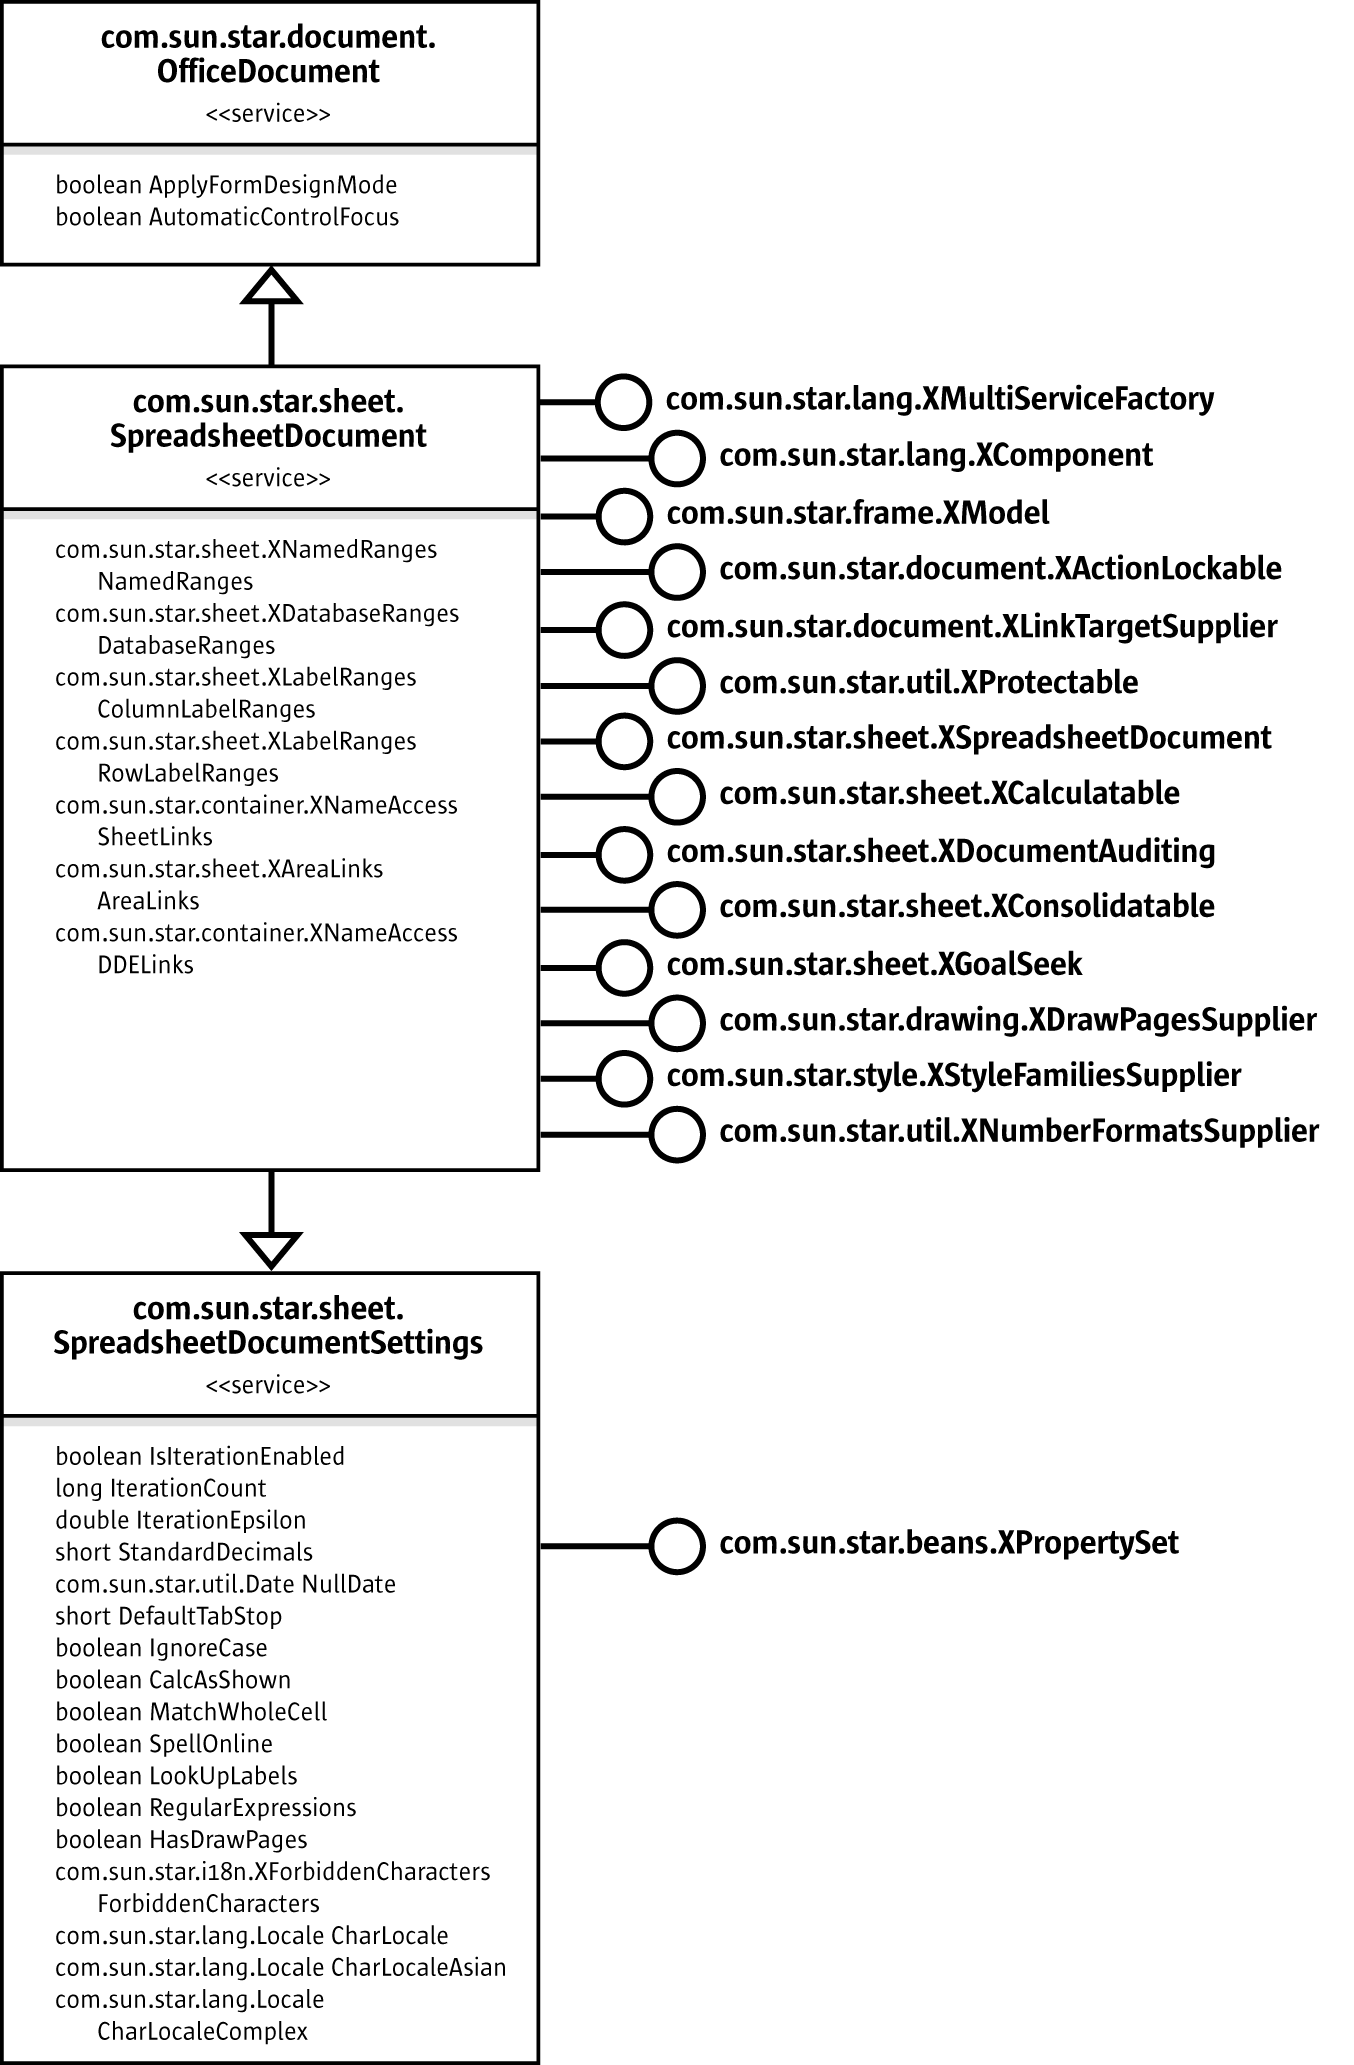 com.sun.star.document.
OfficeDocument
<<service>>
boolean ApplyFormDesignMode
boolean AutomaticControlFocus
com.sun.star.sheet.
SpreadsheetDocument
<<service>>
com.sun.star.sheet.XNamedRanges
NamedRanges
com.sun.star.sheet.XDatabaseRanges
DatabaseRanges
com.sun.star.sheet.XLabelRanges
ColumnLabelRanges
com.sun.star.sheet.XLabelRanges
RowLabelRanges
com.sun.star.container.XNameAccess
SheetLinks
com.sun.star.sheet.XAreaLinks
AreaLinks
com.sun.star.container.XNameAccess
DDELinks
com.sun.star.lang.XMultiServiceFactory
com.sun.star.lang.XComponent
com.sun.star.frame.XModel
com.sun.star.document.XActionLockable
com.sun.star.document.XLinkTargetSupplier
com.sun.star.util.XProtectable
com.sun.star.sheet.XSpreadsheetDocument
com.sun.star.sheet.XCalculatable
com.sun.star.sheet.XDocumentAuditing
com.sun.star.sheet.XConsolidatable
com.sun.star.sheet.XGoalSeek
com.sun.star.drawing.XDrawPagesSupplier
com.sun.star.style.XStyleFamiliesSupplier
com.sun.star.util.XNumberFormatsSupplier
com.sun.star.sheet.
SpreadsheetDocumentSettings
<<service>>
boolean IsIterationEnabled
long IterationCount
double IterationEpsilon
short StandardDecimals
com.sun.star.util.Date NullDate
short DefaultTabStop
boolean IgnoreCase
boolean CalcAsShown
boolean MatchWholeCell
boolean SpellOnline
boolean LookUpLabels
boolean RegularExpressions
boolean HasDrawPages
com.sun.star.i18n.XForbiddenCharacters
ForbiddenCharacters
com.sun.star.lang.Locale CharLocale
com.sun.star.lang.Locale CharLocaleAsian
com.sun.star.lang.Locale
CharLocaleComplex
com.sun.star.beans.XPropertySet